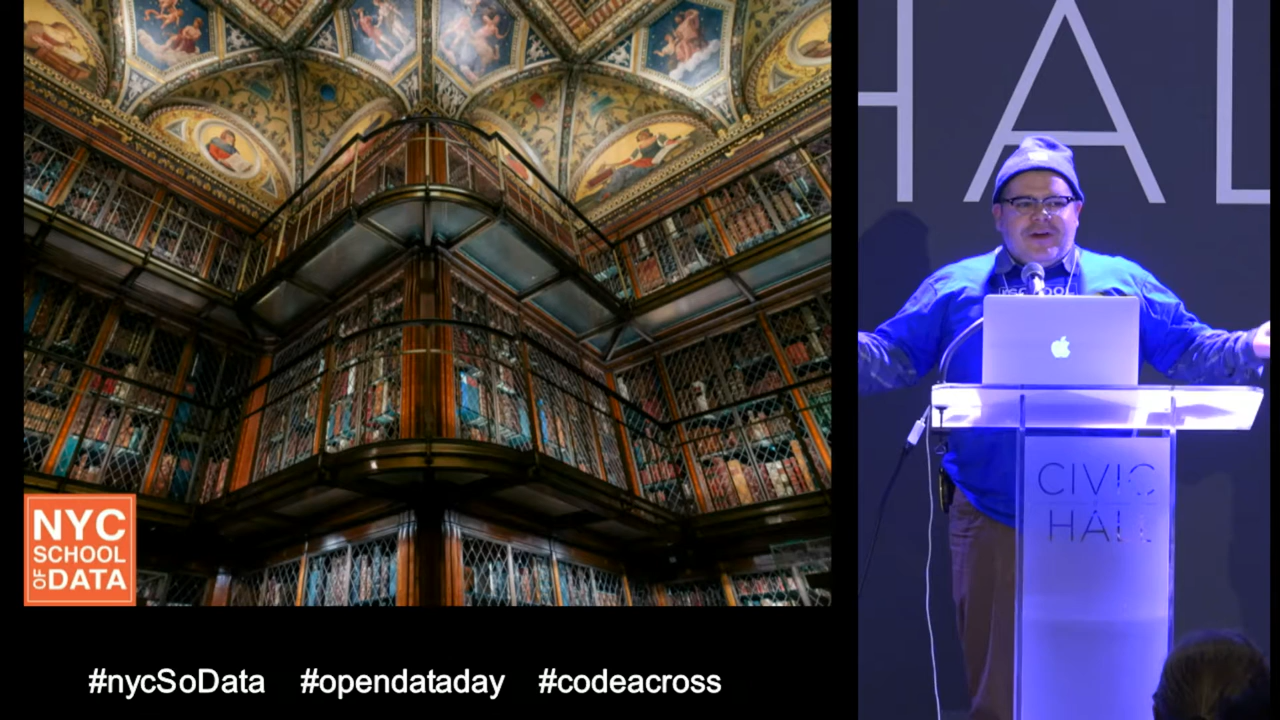 NYC
SCHOOL
OF DATA
#nycSoData #opendataday #codeacross
HAL
CIVIC
HALL